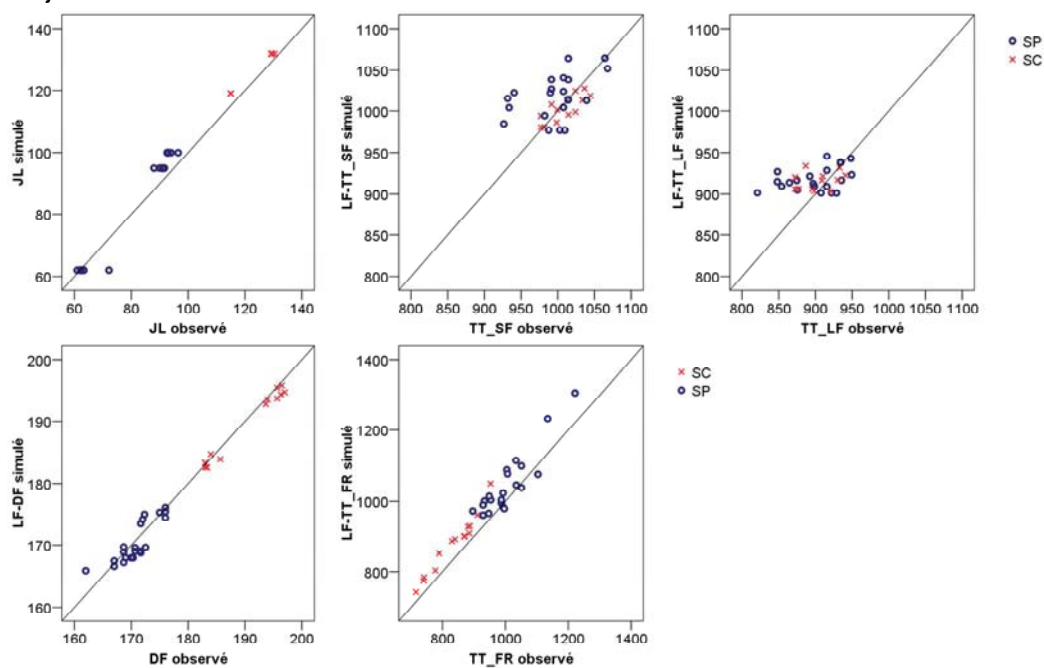 JL simulé
140
120
100
80
60
60 80 100 120 140
JL observé
LF-TT_SF simulé
1100
1050
1000
950
900
850
800
800 850 900 950 1000 1050 1100
TT_SF observé
LF-TT_LF simulé
1100
1050
1000
950
900
850
800
800 850 900 950 1000 1050 1100
TT_LF observé
SP
SC
LF-DF simulé
200
190
180
170
160
160 170 180 190 200
DF observé
LF-TT_FR simulé
1400
1200
1000
800
800 1000 1200 1400
TT_FR observé
SC
SP